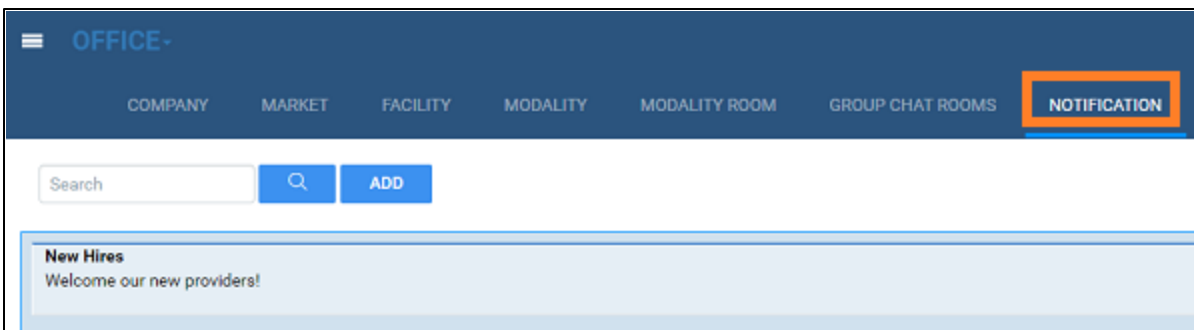 OFFICE
COMPANY MARKET FACILITY MODALITY MODALITY ROOM GROUP CHAT ROOMS NOTIFICATION
Search ADD
New Hires
Welcome our new providers!